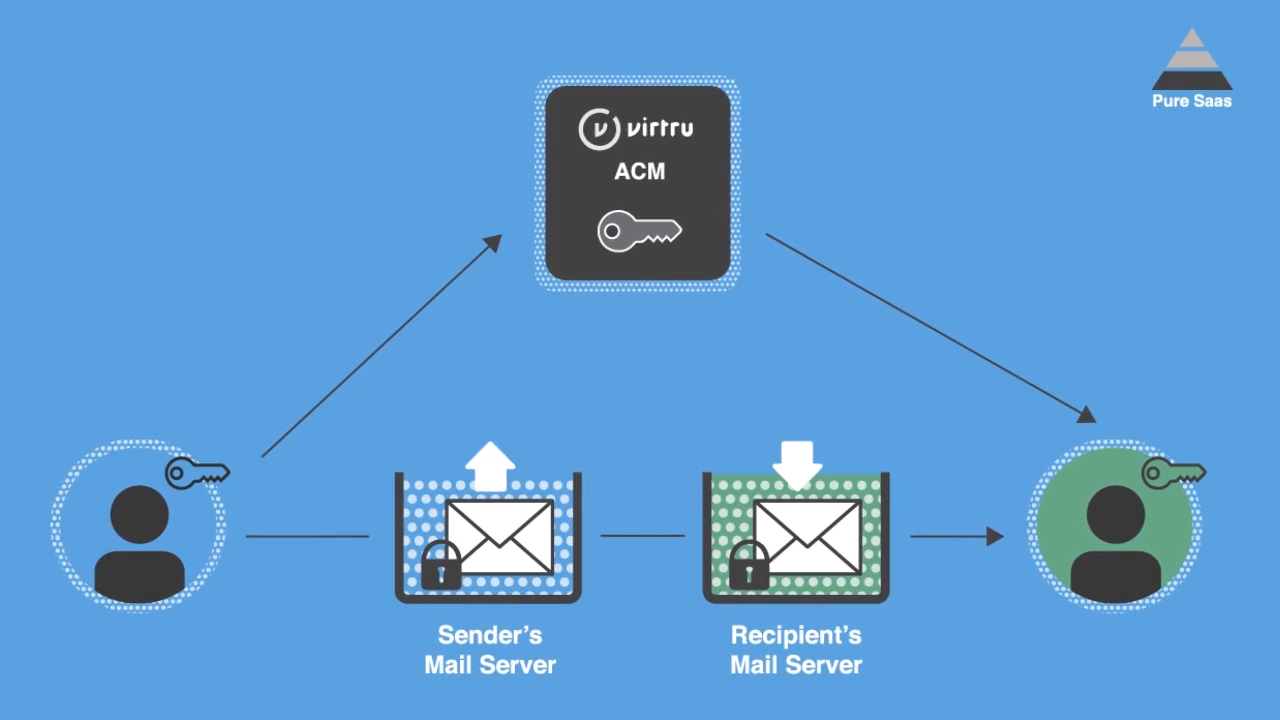 Pure Saas
virtru
ACM
Sender's
Mail Server
Recipient's
Mail Server